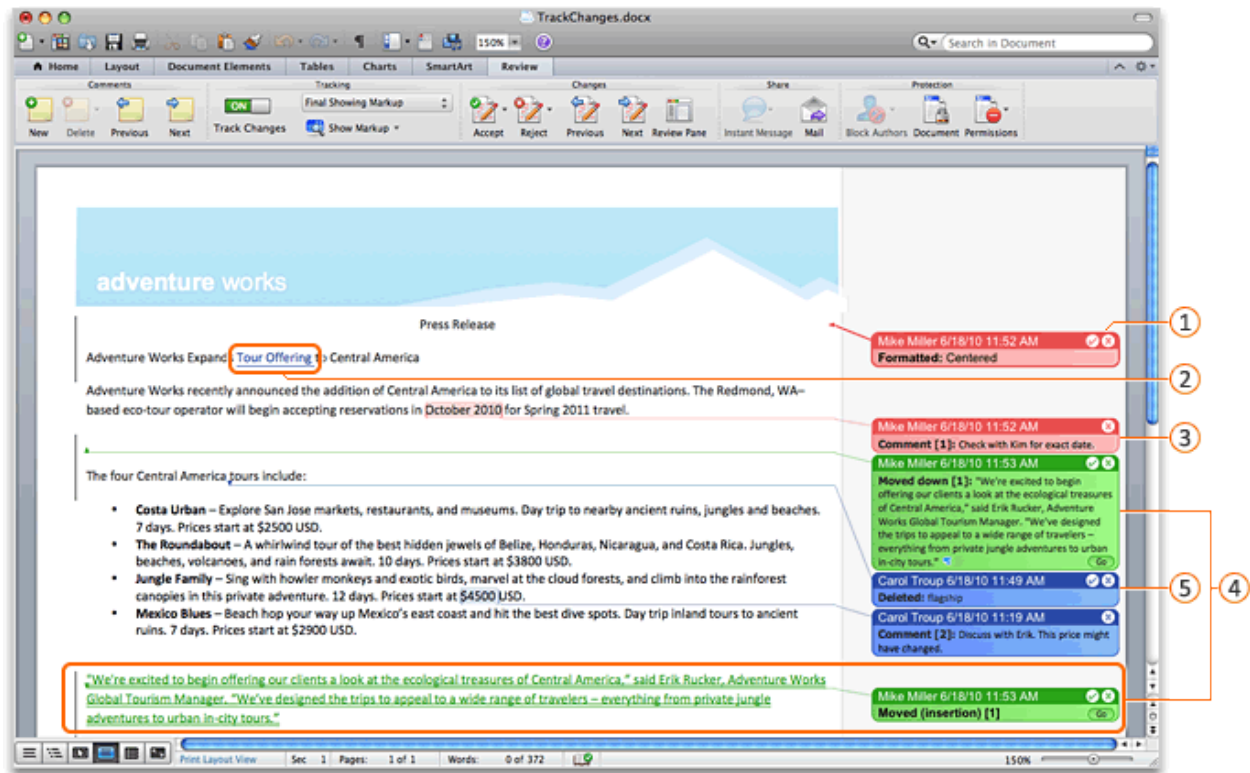 TrackChanges.docx
150%
Search in Document
Home Layout Document Elements Tables Charts SmartArt Review
Comments Tracking Changes Share Protection
ON Final Showing Markup
New Delete Previous Next Track Changes Show Markup Accept Reject Previous Next Review Pane Instant Message Mail Block Authors Document Permissions
adventure works
Press Release
1
Mike Miller 6/18/10 11:52 AM
Formatted: Centered
Adventure Works Expands Tour Offering to Central America
2
Adventure Works recently announced the addition of Central America to its list of global travel destinations. The Redmond, WA–
based eco-tour operator will begin accepting reservations in October 2010 for Spring 2011 travel.
Mike Miller 6/18/10 11:52 AM
Comment [1]: Check with Kim for exact date.
3
Mike Miller 6/18/10 11:53 AM
Moved down [1]: "We're excited to begin
offering our clients a look at the ecological treasures
of Central America," said Erik Rucker, Adventure
Works Global Tourism Manager. "We've designed
the trips to appeal to a wide range of travelers –
everything from private jungle adventures to urban
in-city tours."
Go
The four Central America tours include:
▪ Costa Urban – Explore San Jose markets, restaurants, and museums. Day trip to nearby ancient ruins, jungles and beaches.
7 days. Prices start at $2500 USD.
▪ The Roundabout – A whirlwind tour of the best hidden jewels of Belize, Honduras, Nicaragua, and Costa Rica. Jungles,
beaches, volcanoes, and rain forests await. 10 days. Prices start at $3800 USD.
▪ Jungle Family – Sing with howler monkeys and exotic birds, marvel at the cloud forests, and climb into the rainforest
canopies in this private adventure. 12 days. Prices start at $4500 USD.
▪ Mexico Blues – Beach hop your way up Mexico's east coast and hit the best dive spots. Day trip inland tours to ancient
ruins. 7 days. Prices start at $2900 USD.
Carol Troup 6/18/10 11:49 AM
Deleted: flagship
5
4
Carol Troup 6/18/10 11:19 AM
Comment [2]: Discuss with Erik. This price might
have changed.
"We're excited to begin offering our clients a look at the ecological treasures of Central America," said Erik Rucker, Adventure Works
Global Tourism Manager. "We've designed the trips to appeal to a wide range of travelers – everything from private jungle
adventures to urban in-city tours."
Mike Miller 6/18/10 11:53 AM
Moved (insertion) [1]
Go
Print Layout View Sec 1 Pages: 1 of 1 Words: 0 of 372 150%